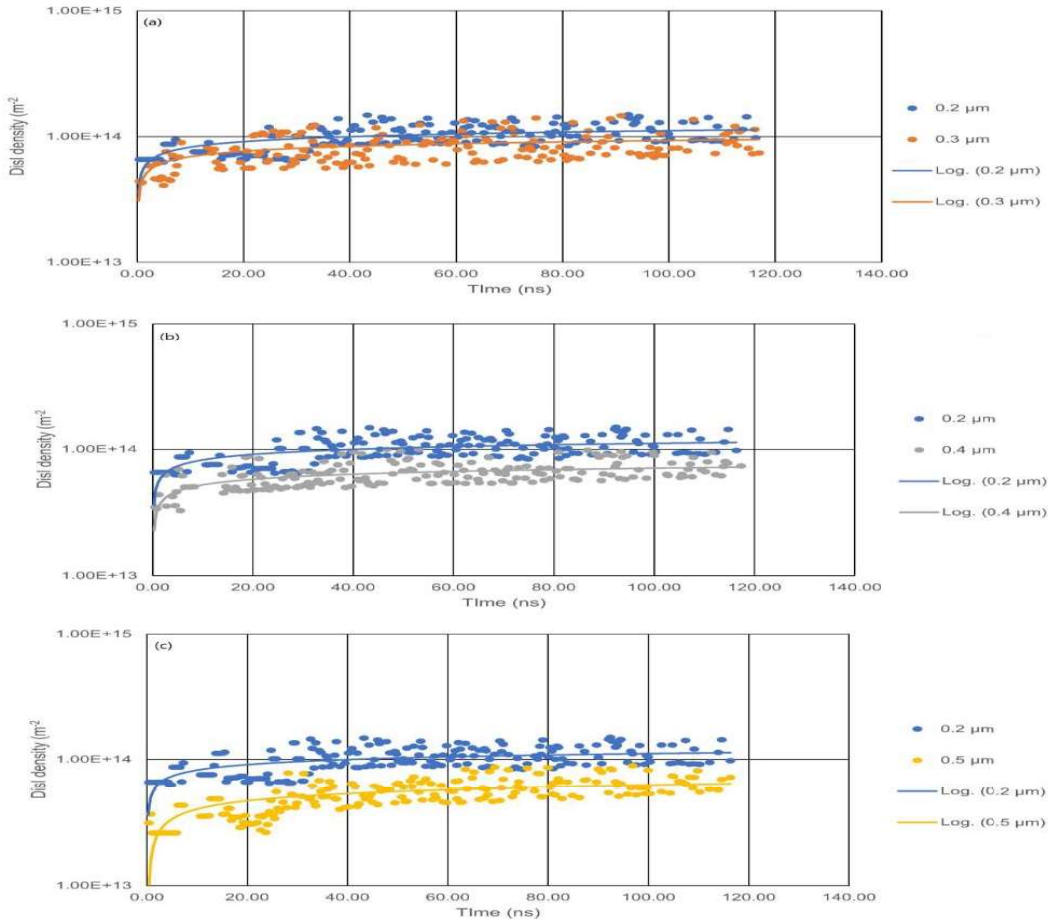 (a)
1.00E+15
1.00E+14
1.00E+13
Disl density (m⁻²
0.00 20.00 40.00 60.00 80.00 100.00 120.00 140.00
TIme (ns)
0.2 µm
0.3 µm
Log. (0.2 µm)
Log. (0.3 µm)
(b)
1.00E+15
1.00E+14
1.00E+13
Disl density (m⁻²
0.00 20.00 40.00 60.00 80.00 100.00 120.00 140.00
TIme (ns)
0.2 µm
0.4 µm
Log. (0.2 µm)
Log. (0.4 µm)
(c)
1.00E+15
1.00E+14
1.00E+13
Disl density (m⁻²
0.00 20.00 40.00 60.00 80.00 100.00 120.00 140.00
TIme (ns)
0.2 µm
0.5 µm
Log. (0.2 µm)
Log. (0.5 µm)